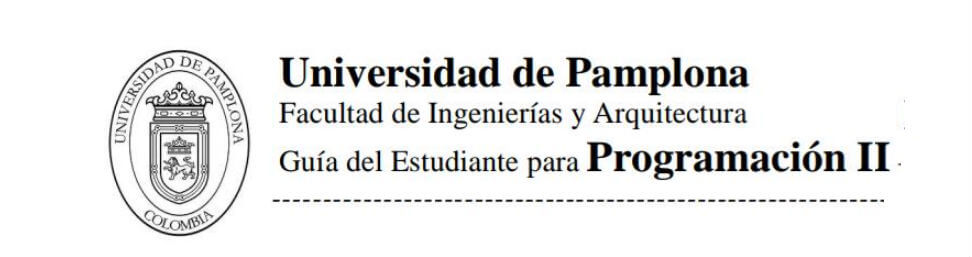 UNIVERSIDAD DE PAMPLONA
COLOMBIA
Universidad de Pamplona
Facultad de Ingenierías y Arquitectura
Guía del Estudiante para Programación II -
--------------------------------------------------------------